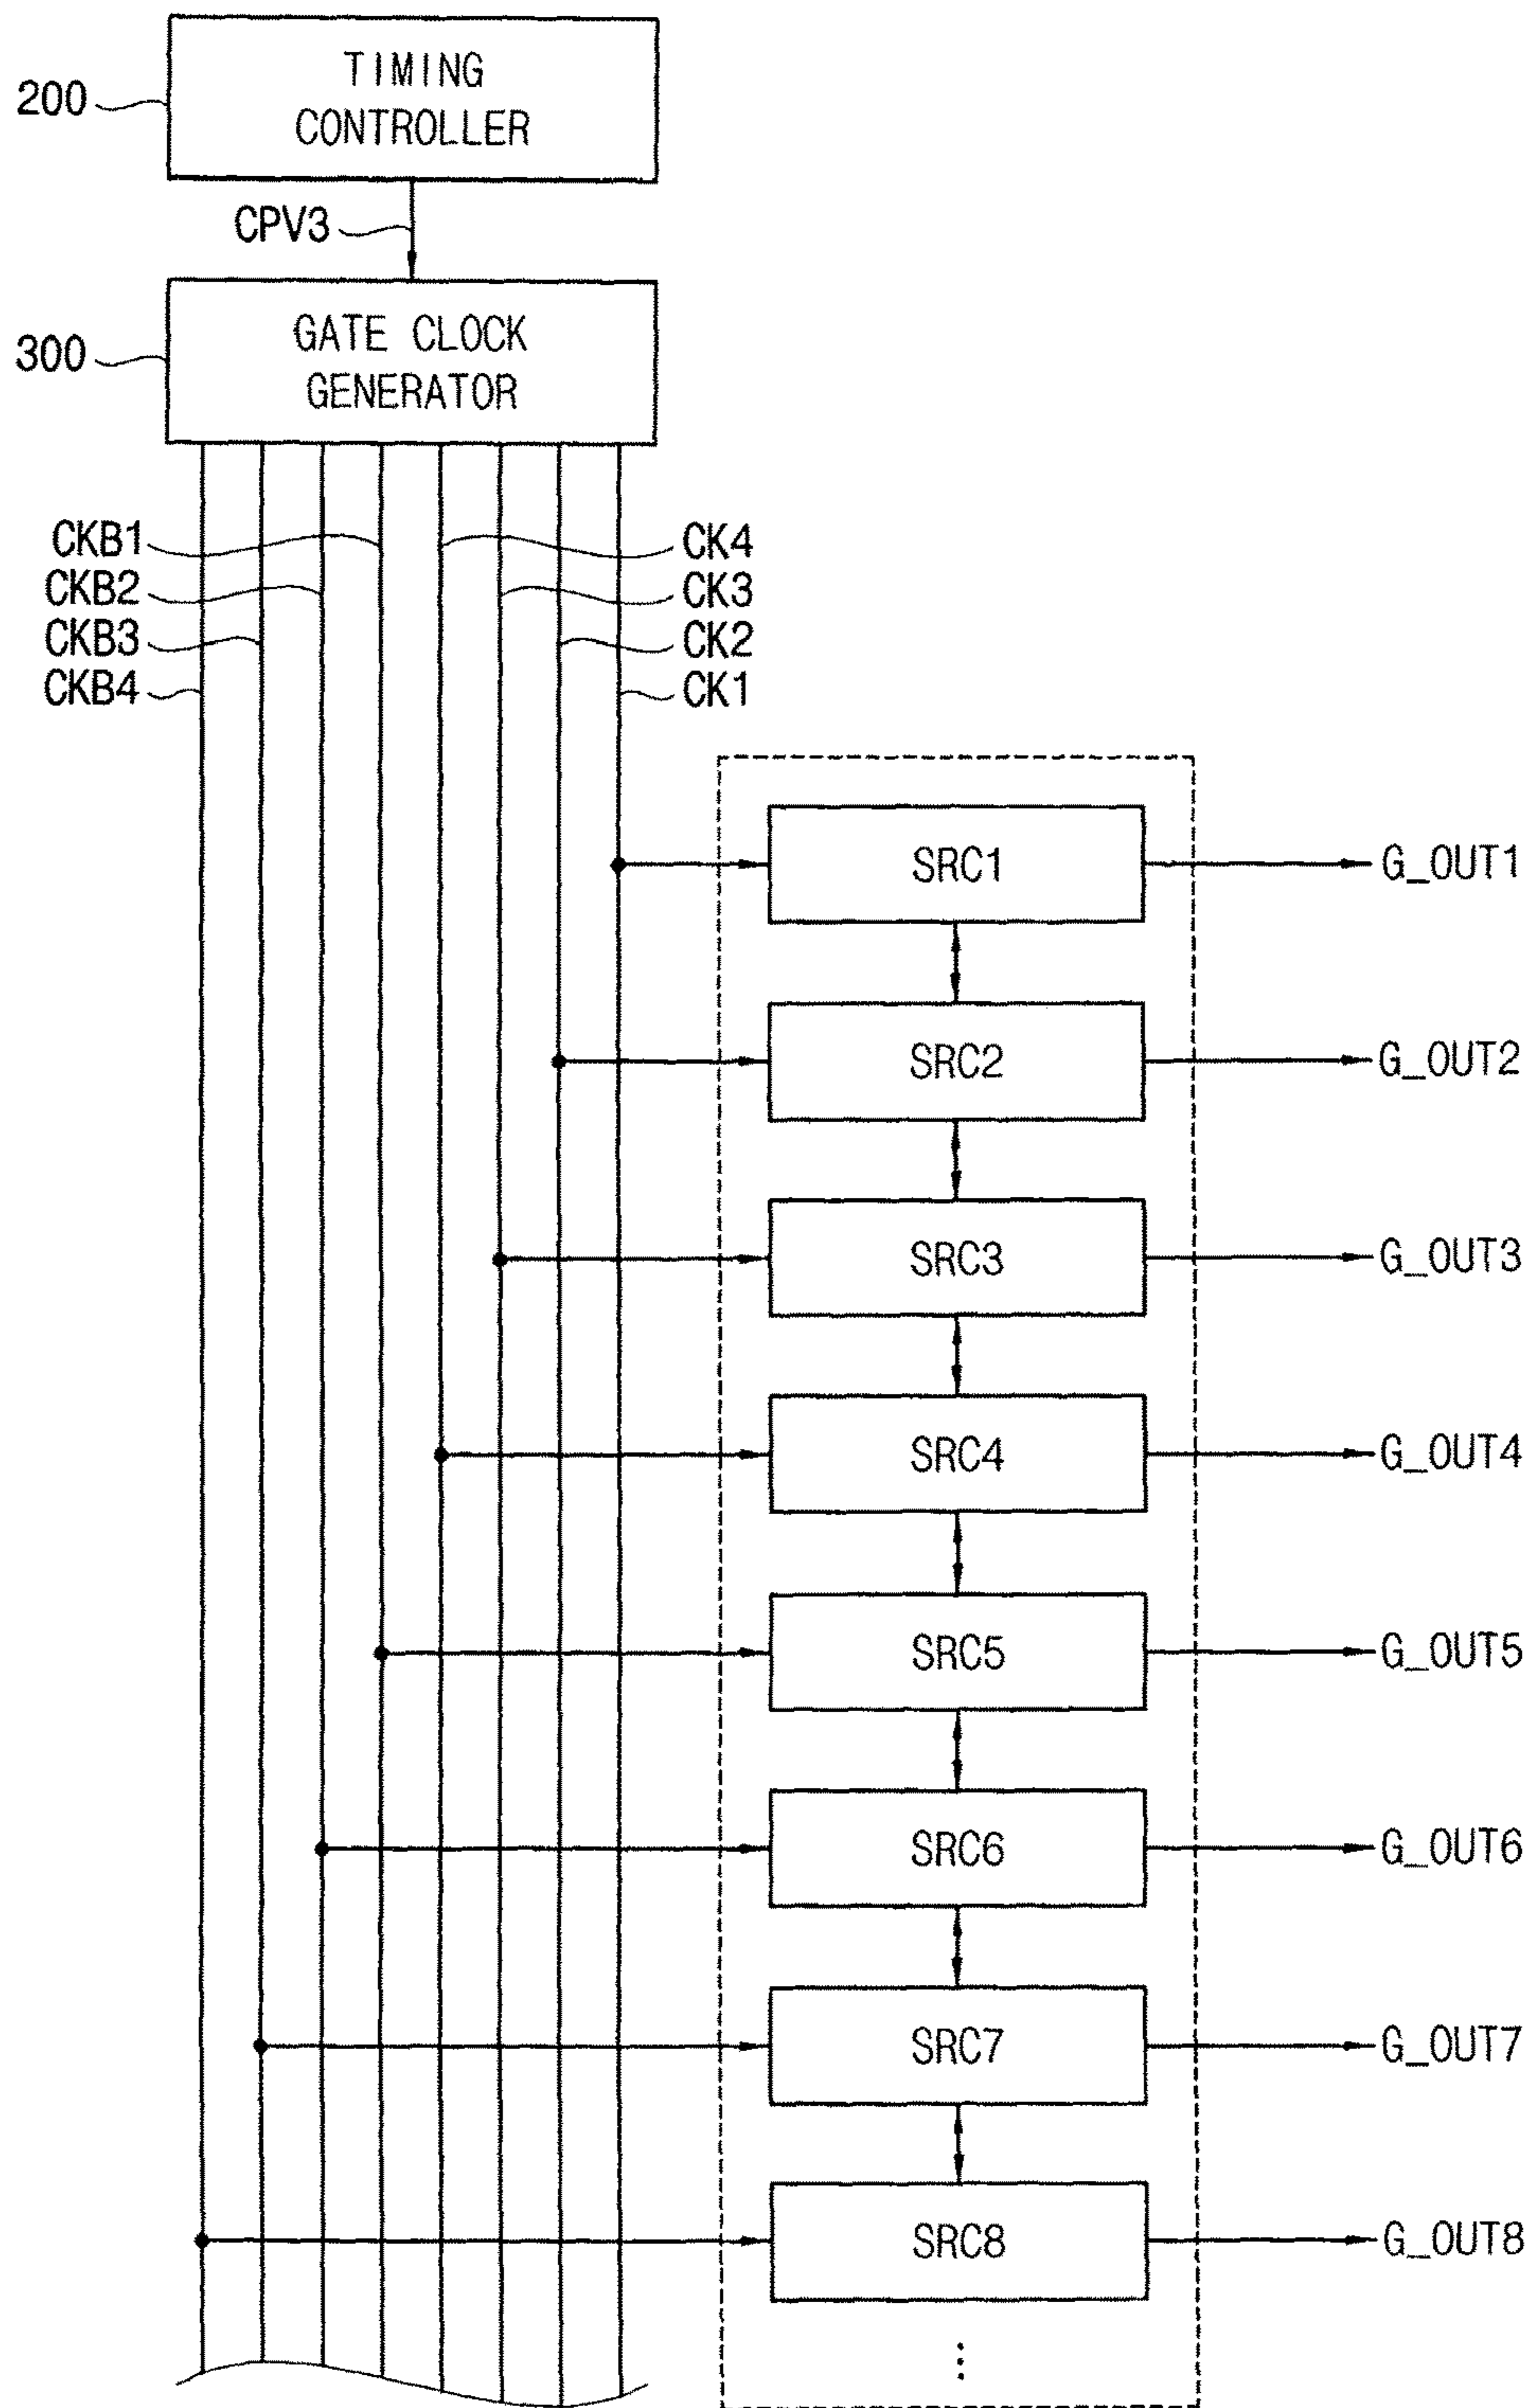 TIMING
CONTROLLER
200
CPV3
GATE CLOCK
GENERATOR
300
CKB1
CKB2
CKB3
CKB4
CK4
CK3
CK2
CK1
SRC1
G_OUT1
SRC2
G_OUT2
SRC3
G_OUT3
SRC4
G_OUT4
SRC5
G_OUT5
SRC6
G_OUT6
SRC7
G_OUT7
SRC8
G_OUT8